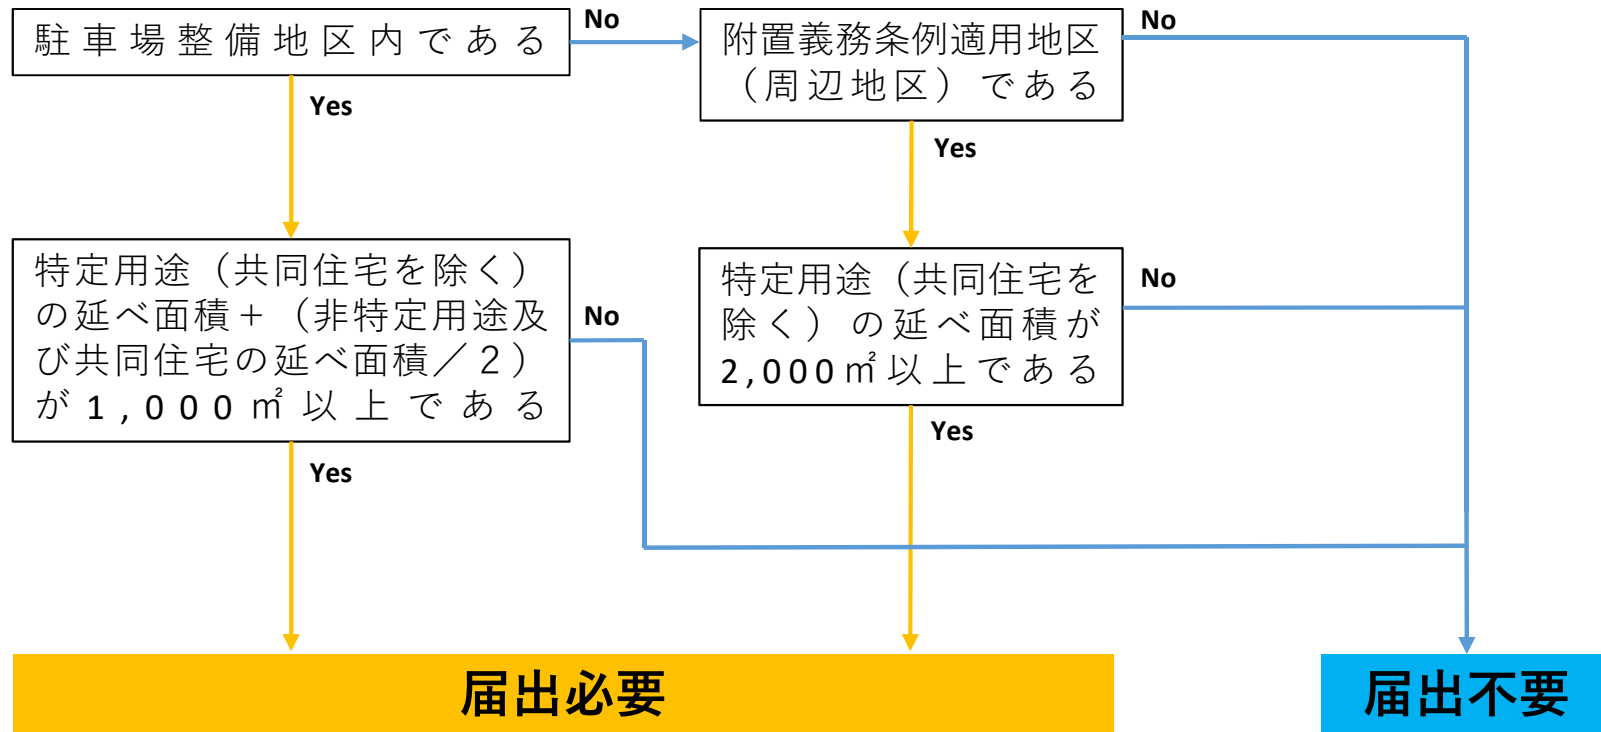 駐車場整備地区内である
No
附置義務条例適用地区
（周辺地区）である
No
Yes
Yes
特定用途（共同住宅を除く）
の延べ面積＋（非特定用途及
び共同住宅の延べ面積／２）
が1,000㎡以上である
No
特定用途（共同住宅を
除く）の延べ面積が
2,000㎡以上である
No
Yes
Yes
届出必要
届出不要